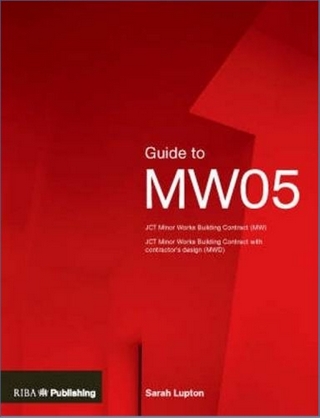 Guide to
MW05
JCT Minor Works Building Contract (MW)
JCT Minor Works Building Contract with
contractor's design (MWD)
RIBA Publishing
Sarah Lupton